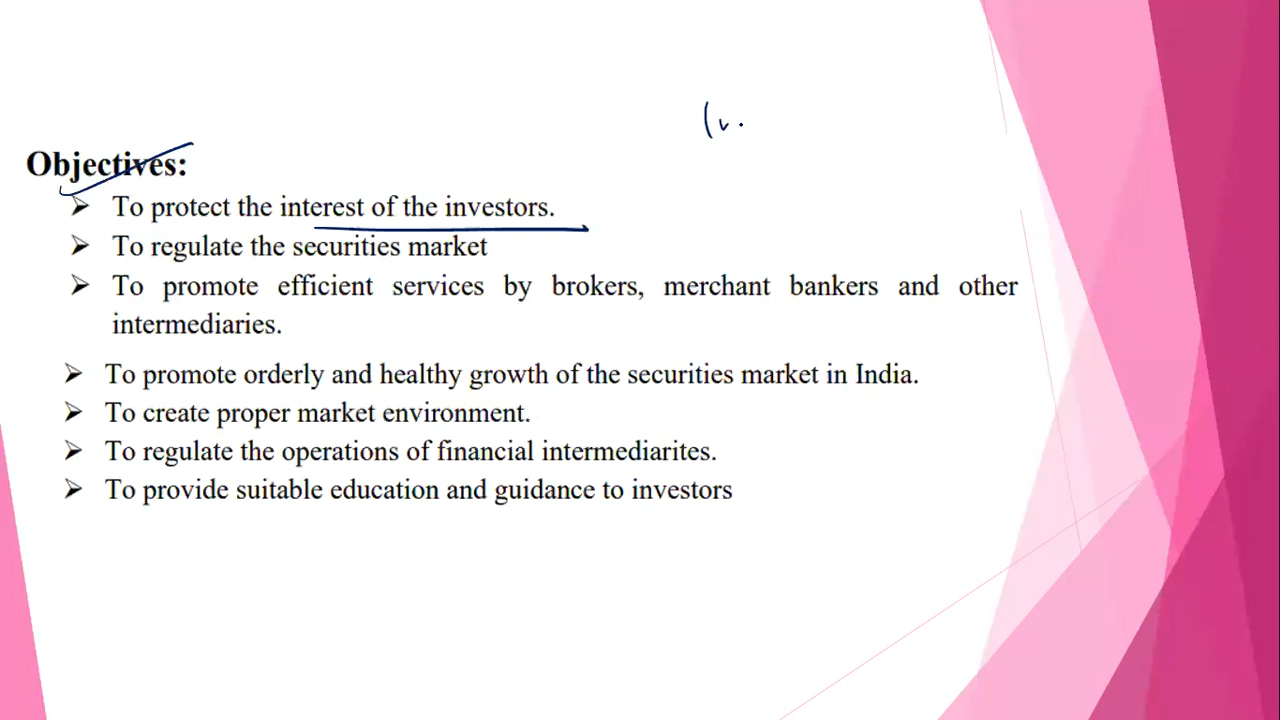 Objectives:
➢ To protect the interest of the investors.
➢ To regulate the securities market
➢ To promote efficient services by brokers, merchant bankers and other
intermediaries.
➢ To promote orderly and healthy growth of the securities market in India.
➢ To create proper market environment.
➢ To regulate the operations of financial intermediarites.
➢ To provide suitable education and guidance to investors